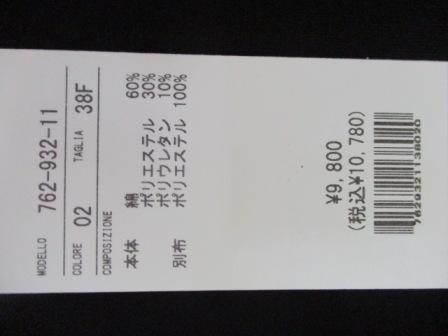 MODELLO 762-932-11
COLORE 02 TAGLIA 38F
COMPOSIZIONE
本体 綿 60%
ポリエステル 30%
ポリウレタン 10%
別布 ポリエステル 100%
¥9,800
(税込¥10,780)
7629321138020